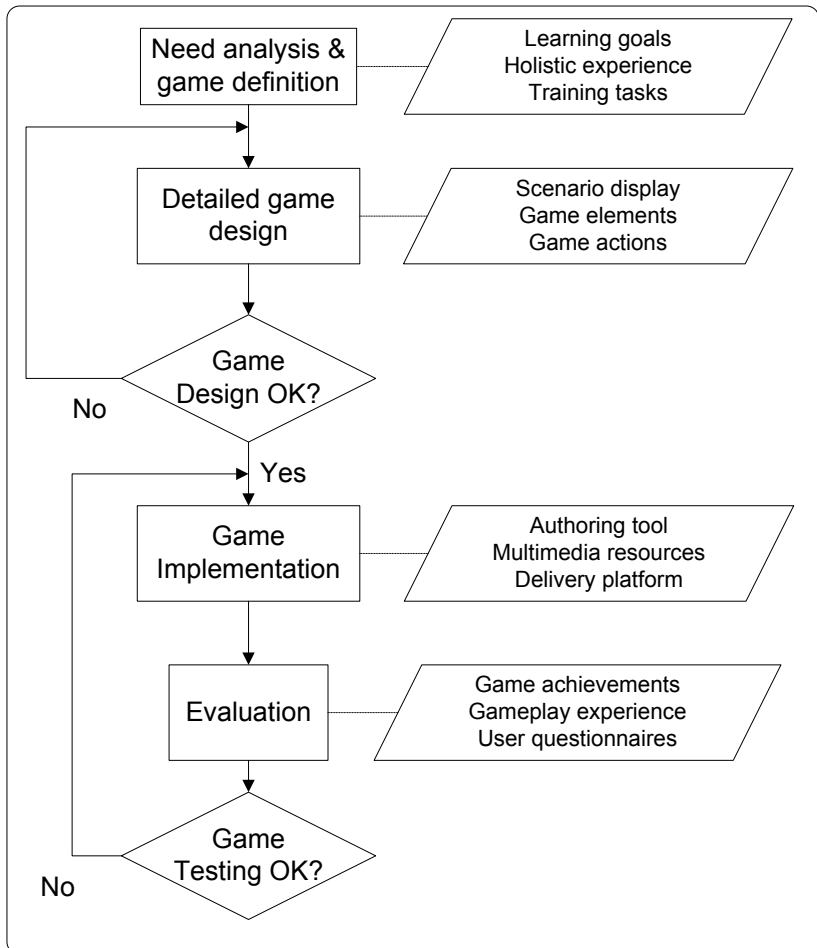 Need analysis &
game definition
Learning goals
Holistic experience
Training tasks
Detailed game
design
Scenario display
Game elements
Game actions
Game
Design OK?
No
Yes
Game
Implementation
Authoring tool
Multimedia resources
Delivery platform
Evaluation
Game achievements
Gameplay experience
User questionnaires
Game
Testing OK?
No